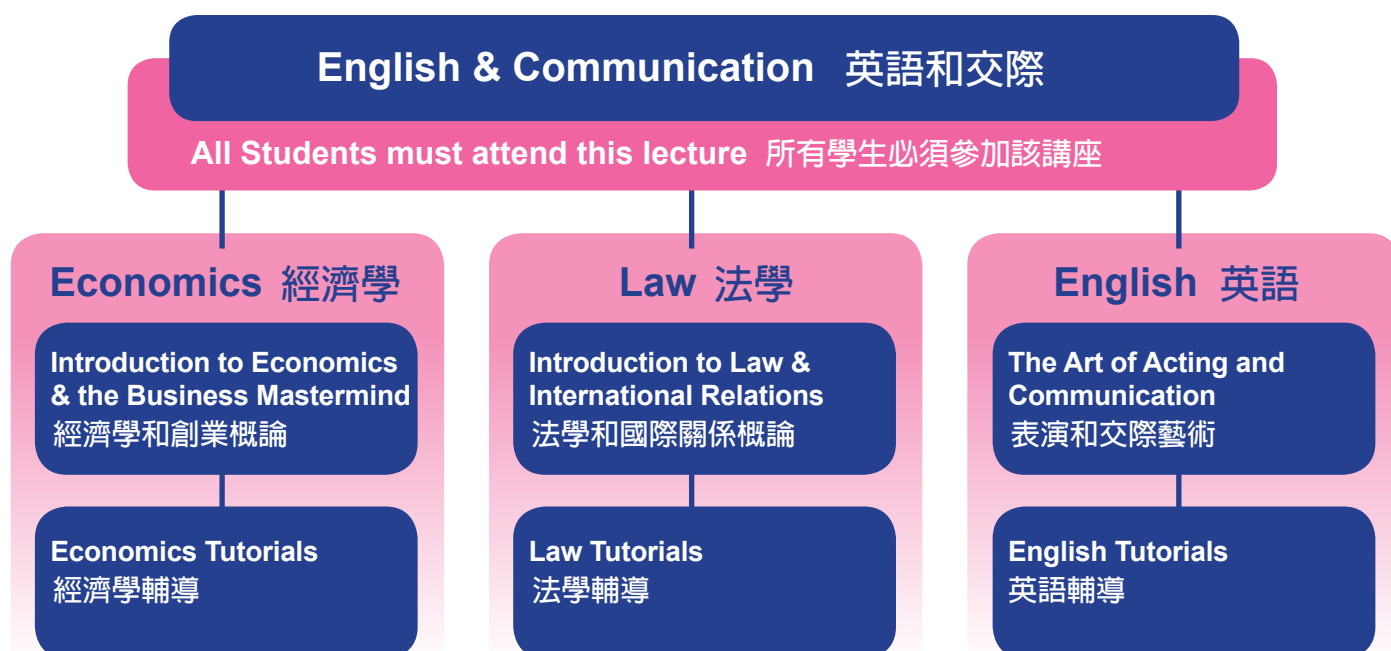 English & Communication 英語和交際
All Students must attend this lecture 所有學生必須參加該講座
Economics 經濟學
Introduction to Economics
& the Business Mastermind
經濟學和創業概論
Economics Tutorials
經濟學輔導
Law 法學
Introduction to Law &
International Relations
法學和國際關係概論
Law Tutorials
法學輔導
English 英語
The Art of Acting and
Communication
表演和交際藝術
English Tutorials
英語輔導